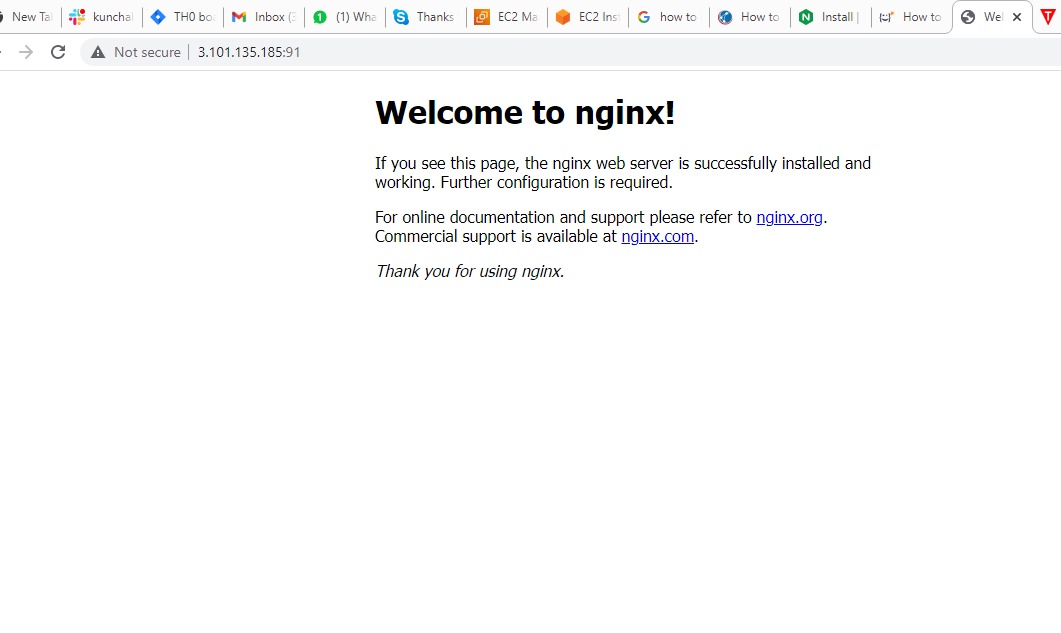 New Ta
kuncha
TH0 bo
Inbox (
(1) Wha
Thanks
EC2 Ma
EC2 Inst
how to
How to
Install |
How to
Wel
Not secure
3.101.135.185:91
Welcome to nginx!
If you see this page, the nginx web server is successfully installed and
working. Further configuration is required.
For online documentation and support please refer to nginx.org.
Commercial support is available at nginx.com.
Thank you for using nginx.